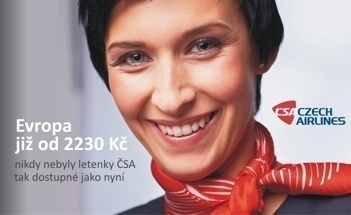 Evropa
již od 2230 Kč
nikdy nebyly letenky ČSA
tak dostupné jako nyní
CSA CZECH
AIRLINES